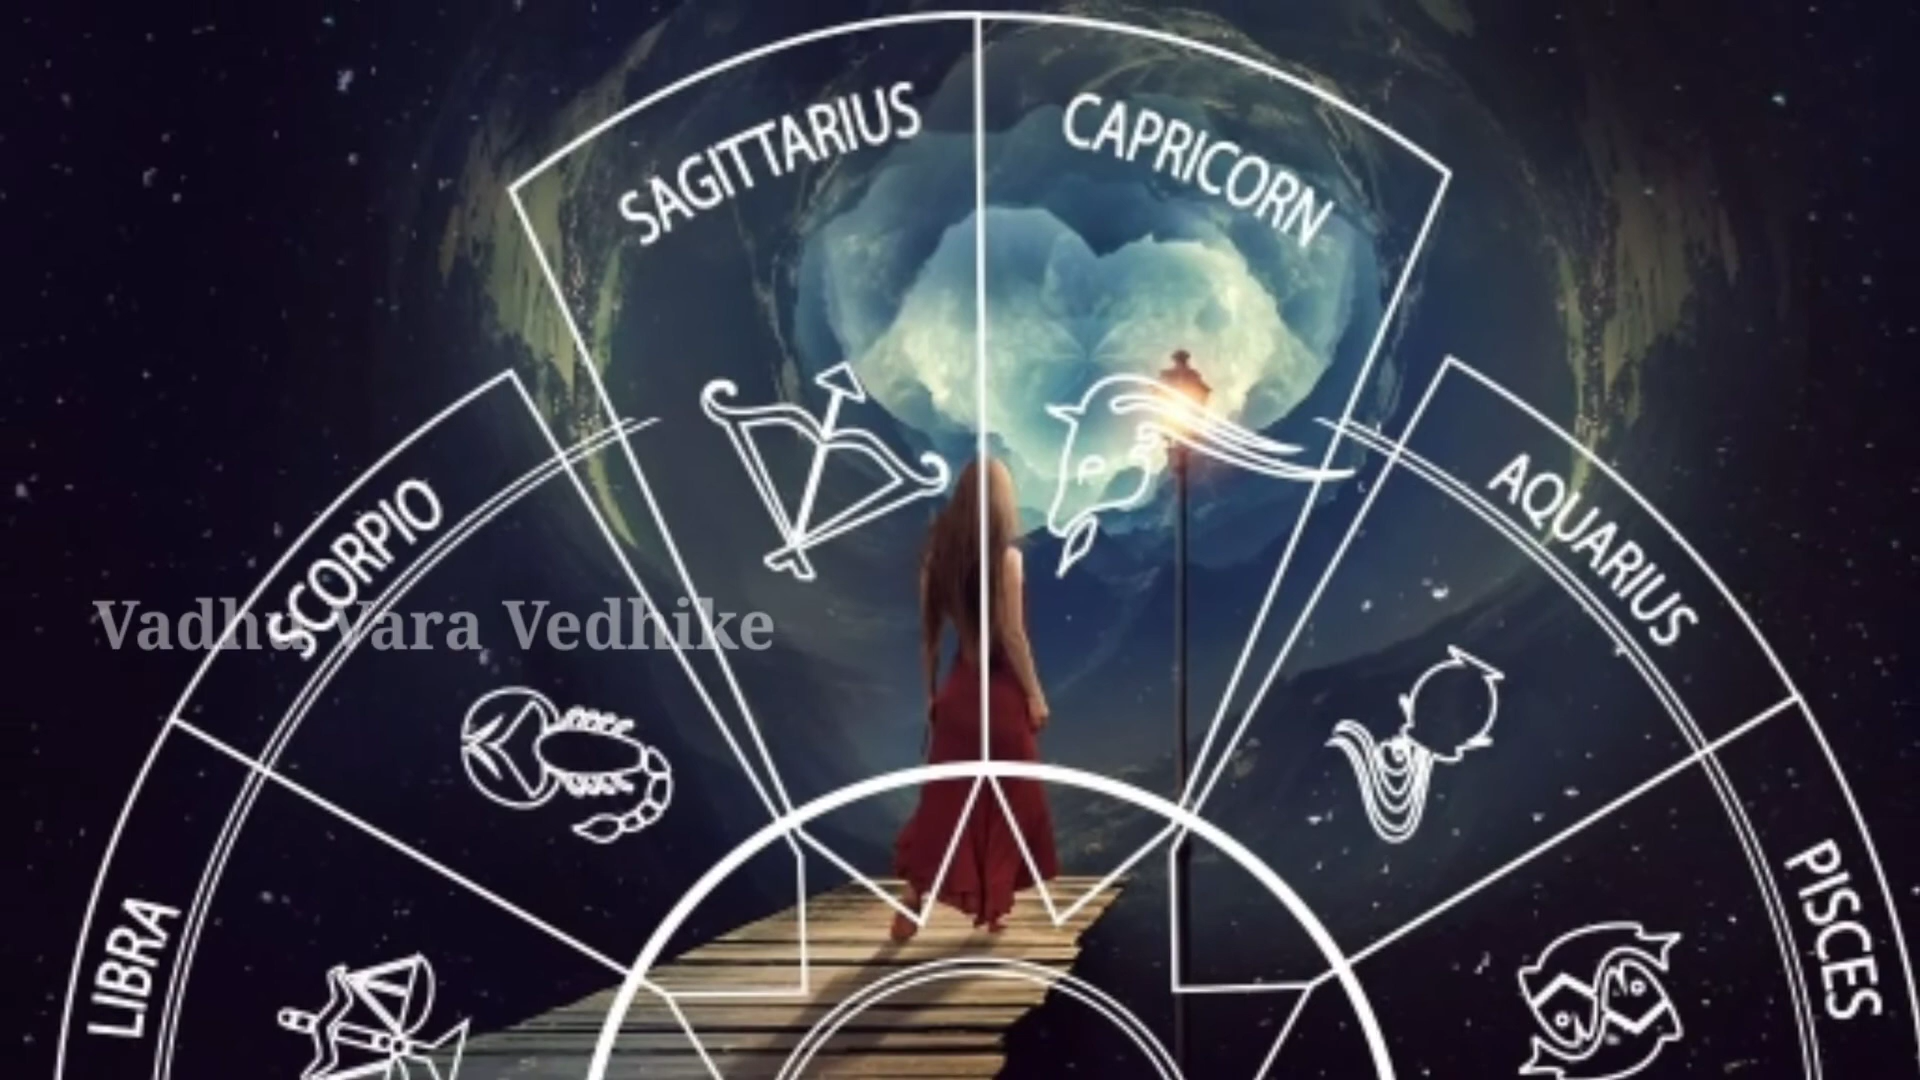 SAGITTARIUS
CAPRICORN
SCORPIO
AQUARIUS
Vadhu Vara Vedhike
LIBRA
PISCES